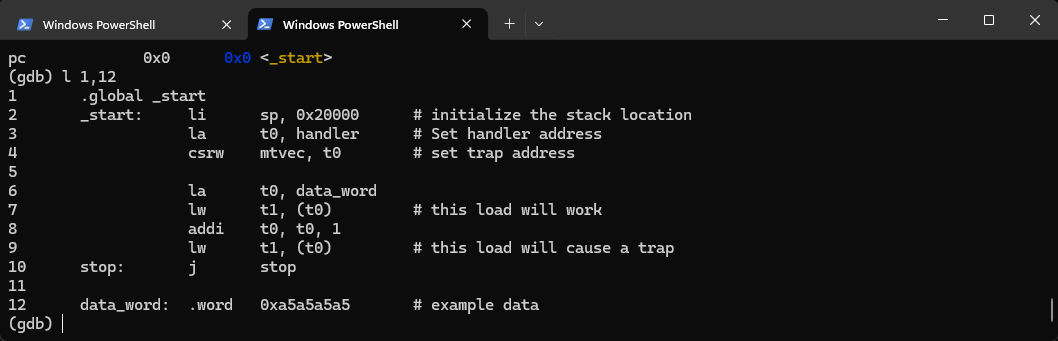 Windows PowerShell Windows PowerShell
pc 0x0 0x0 <_start>
(gdb) l 1,12
1 .global _start
2 _start: li sp, 0x20000 # initialize the stack location
3 la t0, handler # Set handler address
4 csrw mtvec, t0 # set trap address
5
6 la t0, data_word
7 lw t1, (t0) # this load will work
8 addi t0, t0, 1
9 lw t1, (t0) # this load will cause a trap
10 stop: j stop
11
12 data_word: .word 0xa5a5a5a5 # example data
(gdb)